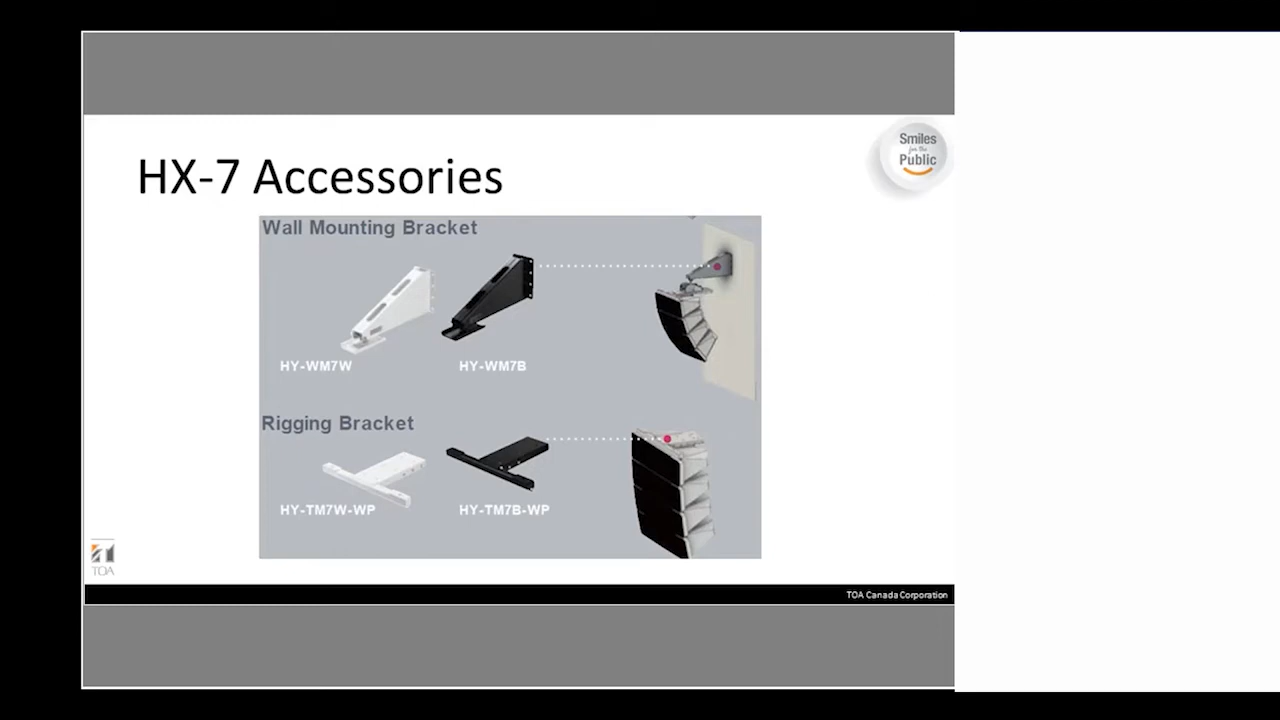 Smiles
for the
Public
HX-7 Accessories
Wall Mounting Bracket
HY-WM7W
HY-WM7B
Rigging Bracket
HY-TM7W-WP
HY-TM7B-WP
TOA
TOA Canada Corporation